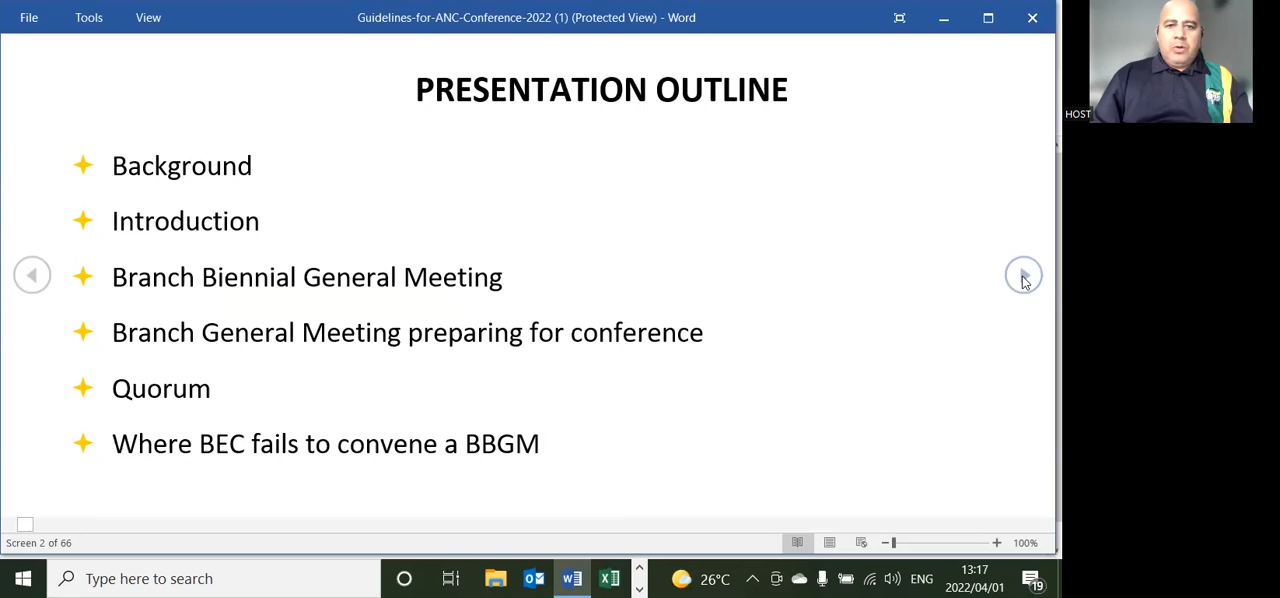 File Tools View Guidelines-for-ANC-Conference-2022 (1) (Protected View) - Word
HOST
PRESENTATION OUTLINE
Background
Introduction
Branch Biennial General Meeting
Branch General Meeting preparing for conference
Quorum
Where BEC fails to convene a BBGM
Screen 2 of 66 100%
Type here to search 26°C ENG 13:17
2022/04/01 19